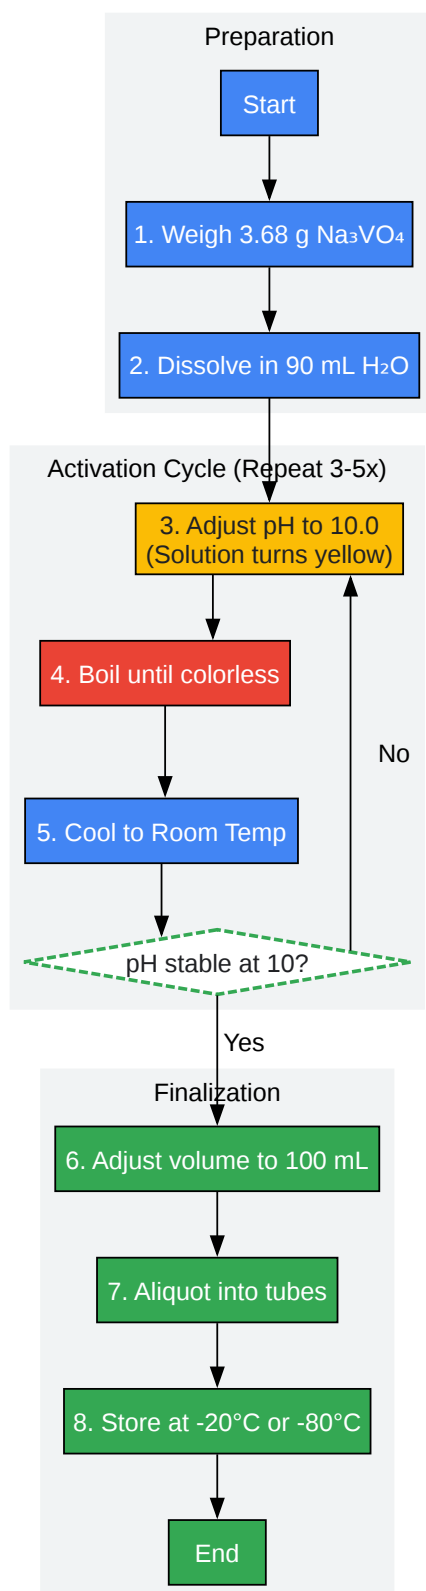 Preparation
Start
1. Weigh 3.68 g Na₃VO₄
2. Dissolve in 90 mL H₂O
Activation Cycle (Repeat 3-5x)
3. Adjust pH to 10.0
(Solution turns yellow)
4. Boil until colorless
No
5. Cool to Room Temp
pH stable at 10?
Yes
Finalization
6. Adjust volume to 100 mL
7. Aliquot into tubes
8. Store at -20°C or -80°C
End